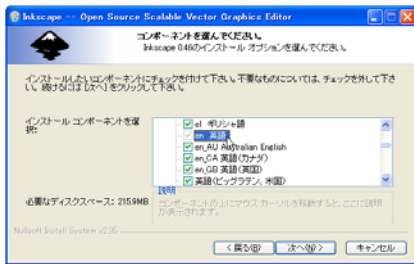 Inkscape -- Open Source Scalable Vector Graphics Editor
コンポーネントを選んでください。
Inkscape 0.46のインストール オプションを選んでください。
インストールしたいコンポーネントにチェックを付けて下さい。不要なものについては、チェックを外して下さ
い。 続けるには [次へ] をクリックして下さい。
インストール コンポーネントを選
択:
el ギリシャ語
en 英語
en_AU Australian English
en_CA 英語(カナダ)
en_GB 英語(英国)
英語(ピッグラテン、米国)
必要なディスクスペース: 215.9MB
説明
コンポーネントの上にマウス カーソルを移動すると、ここに説明
が表示されます。
Nullsoft Install System v2.35
< 戻る(B)
次へ(N) >
キャンセル